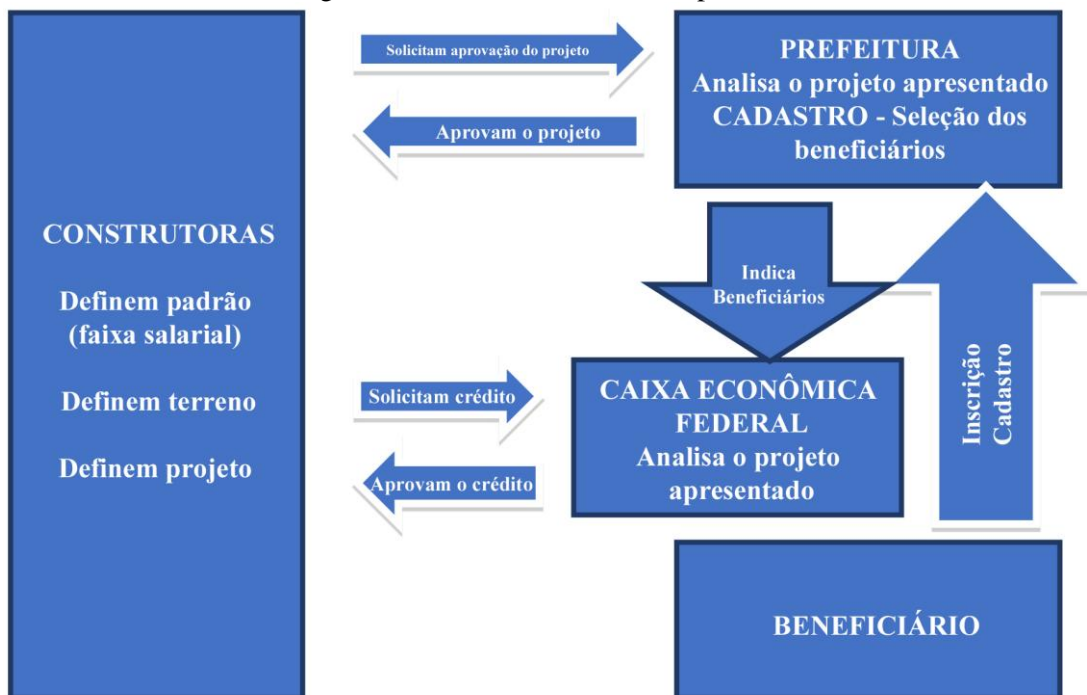 CONSTRUTORAS
Definem padrão
(faixa salarial)
Definem terreno
Definem projeto
Solicitam aprovação do projeto
Aprovam o projeto
PREFEITURA
Analisa o projeto apresentado
CADASTRO - Seleção dos
beneficiários
Indica
Beneficiários
Solicitam crédito
Aprovam o crédito
CAIXA ECONÔMICA
FEDERAL
Analisa o projeto
apresentado
Inscrição
Cadastro
BENEFICIÁRIO